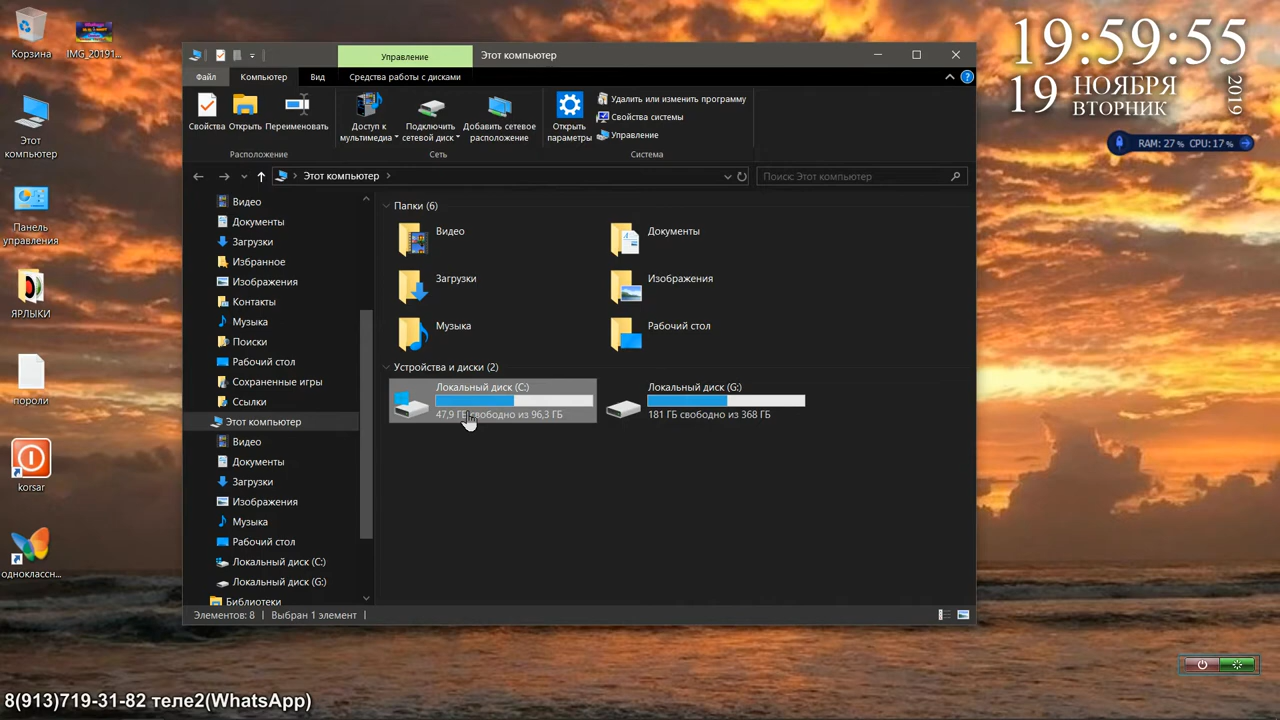 Корзина
IMG_20191...
Этот
компьютер
Панель
управления
ЯРЛЫКИ
пороли
korsar
однокласcн...
Управление
Этот компьютер
Файл
Компьютер
Вид
Средства работы с дисками
Свойства
Открыть
Переименовать
Расположение
Доступ к
мультимедиа
Подключить
сетевой диск
Добавить сетевое
расположение
Сеть
Открыть
параметры
Удалить или изменить программу
Свойства системы
Управление
Система
Этот компьютер
Поиск: Этот компьютер
Видео
Документы
Загрузки
Избранное
Изображения
Контакты
Музыка
Поиски
Рабочий стол
Сохраненные игры
Ссылки
Этот компьютер
Видео
Документы
Загрузки
Изображения
Музыка
Рабочий стол
Локальный диск (C:)
Локальный диск (G:)
Библиотеки
Папки (6)
Видео
Документы
Загрузки
Изображения
Музыка
Рабочий стол
Устройства и диски (2)
Локальный диск (C:)
47,9 ГБ свободно из 96,3 ГБ
Локальный диск (G:)
181 ГБ свободно из 368 ГБ
Элементов: 8
Выбран 1 элемент
19:59:55
19 НОЯБРЯ
ВТОРНИК
2019
RAM: 27 % CPU: 17 %
8(913)719-31-82 теле2(WhatsApp)